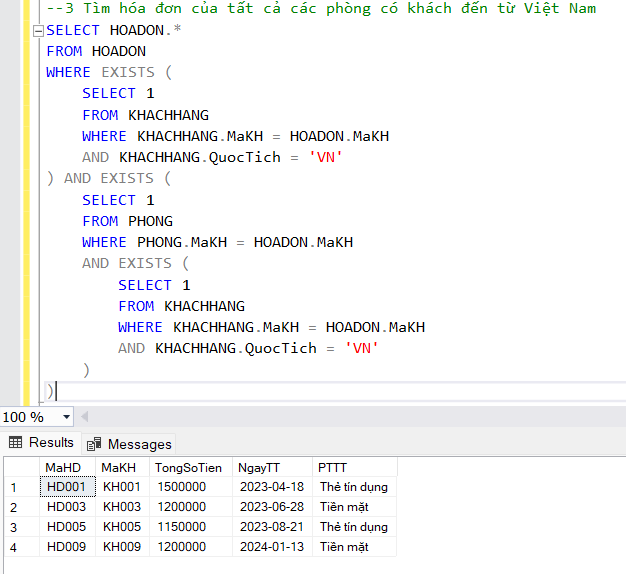 --3 Tìm hóa đơn của tất cả các phòng có khách đến từ Việt Nam
SELECT HOADON.*
FROM HOADON
WHERE EXISTS (
SELECT 1
FROM KHACHHANG
WHERE KHACHHANG.MaKH = HOADON.MaKH
AND KHACHHANG.QuocTich = 'VN'
) AND EXISTS (
SELECT 1
FROM PHONG
WHERE PHONG.MaKH = HOADON.MaKH
AND EXISTS (
SELECT 1
FROM KHACHHANG
WHERE KHACHHANG.MaKH = HOADON.MaKH
AND KHACHHANG.QuocTich = 'VN'
)
)
100 %
Results Messages
MaHD MaKH TongSoTien NgayTT PTTT
1 HD001 KH001 1500000 2023-04-18 Thẻ tín dụng
2 HD003 KH003 1200000 2023-06-28 Tiền mặt
3 HD005 KH005 1150000 2023-08-21 Thẻ tín dụng
4 HD009 KH009 1200000 2024-01-13 Tiền mặt